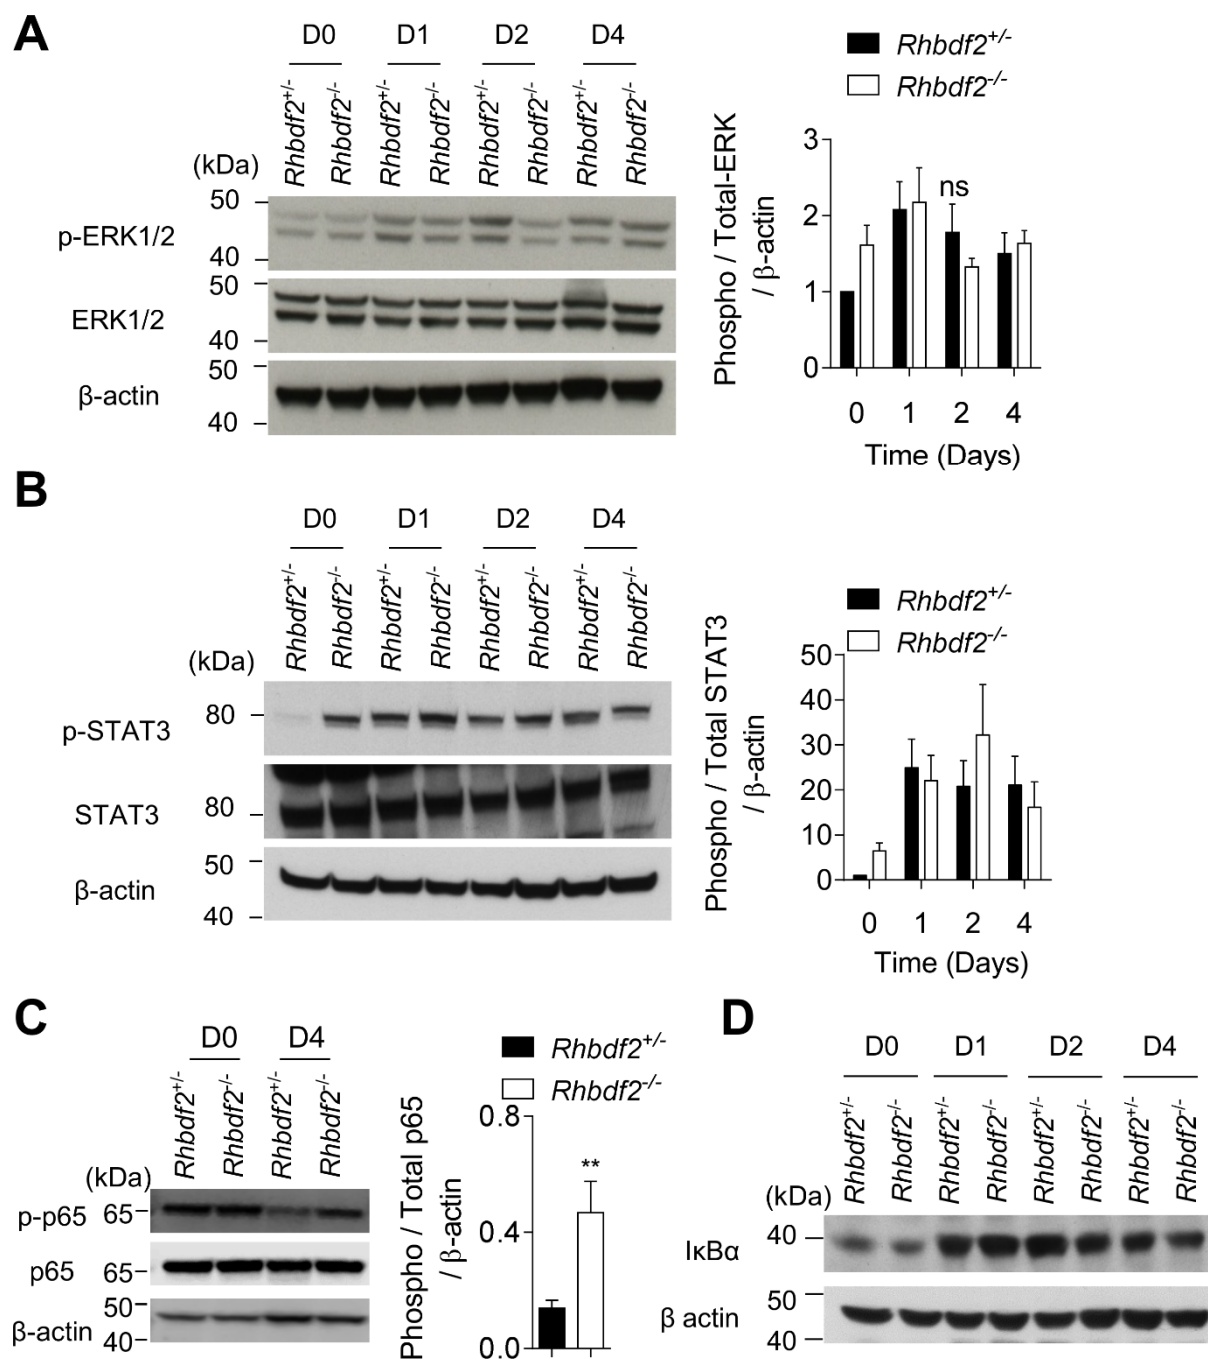 A
D0 D1 D2 D4
Rhbdf2+/- Rhbdf2-/- Rhbdf2+/- Rhbdf2-/- Rhbdf2+/- Rhbdf2-/- Rhbdf2+/- Rhbdf2-/-
(kDa)
50
p-ERK1/2
40
50
ERK1/2
40
50
β-actin
40
Rhbdf2+/-
Rhbdf2-/-
Phospho / Total-ERK
/ β-actin
3
2
1
0
ns
0 1 2 4
Time (Days)
B
D0 D1 D2 D4
Rhbdf2+/- Rhbdf2-/- Rhbdf2+/- Rhbdf2-/- Rhbdf2+/- Rhbdf2-/- Rhbdf2+/- Rhbdf2-/-
(kDa)
80
p-STAT3
80
STAT3
50
β-actin
40
Rhbdf2+/-
Rhbdf2-/-
Phospho / Total STAT3
/ β-actin
50
40
30
20
10
0
0 1 2 4
Time (Days)
C
D0 D4
Rhbdf2+/- Rhbdf2-/- Rhbdf2+/- Rhbdf2-/-
(kDa)
p-p65 65
p65 65
50
β-actin
40
Rhbdf2+/-
Rhbdf2-/-
Phospho / Total p65
/ β-actin
0.8
0.4
0.0
**
D
D0 D1 D2 D4
Rhbdf2+/- Rhbdf2-/- Rhbdf2+/- Rhbdf2-/- Rhbdf2+/- Rhbdf2-/- Rhbdf2+/- Rhbdf2-/-
(kDa)
40
IκBα
50
β actin
40